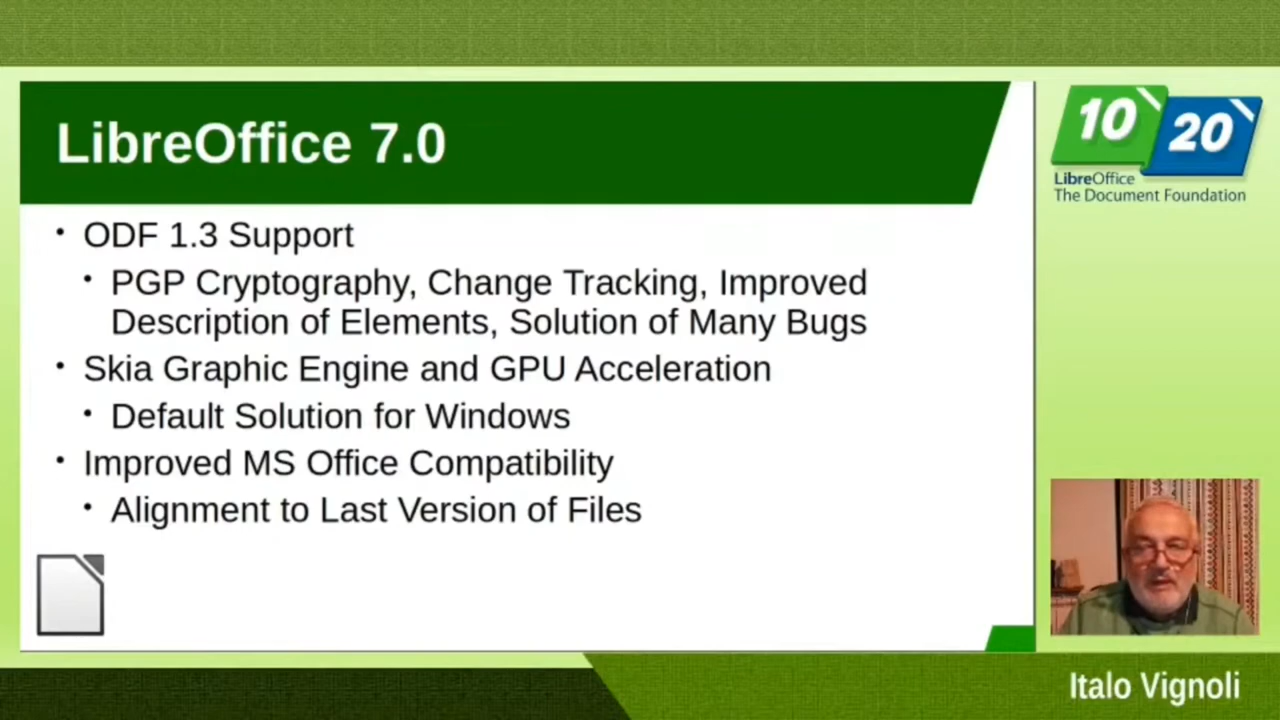 LibreOffice 7.0
• ODF 1.3 Support
• PGP Cryptography, Change Tracking, Improved
Description of Elements, Solution of Many Bugs
• Skia Graphic Engine and GPU Acceleration
• Default Solution for Windows
• Improved MS Office Compatibility
• Alignment to Last Version of Files
10
20
LibreOffice
The Document Foundation
Italo Vignoli